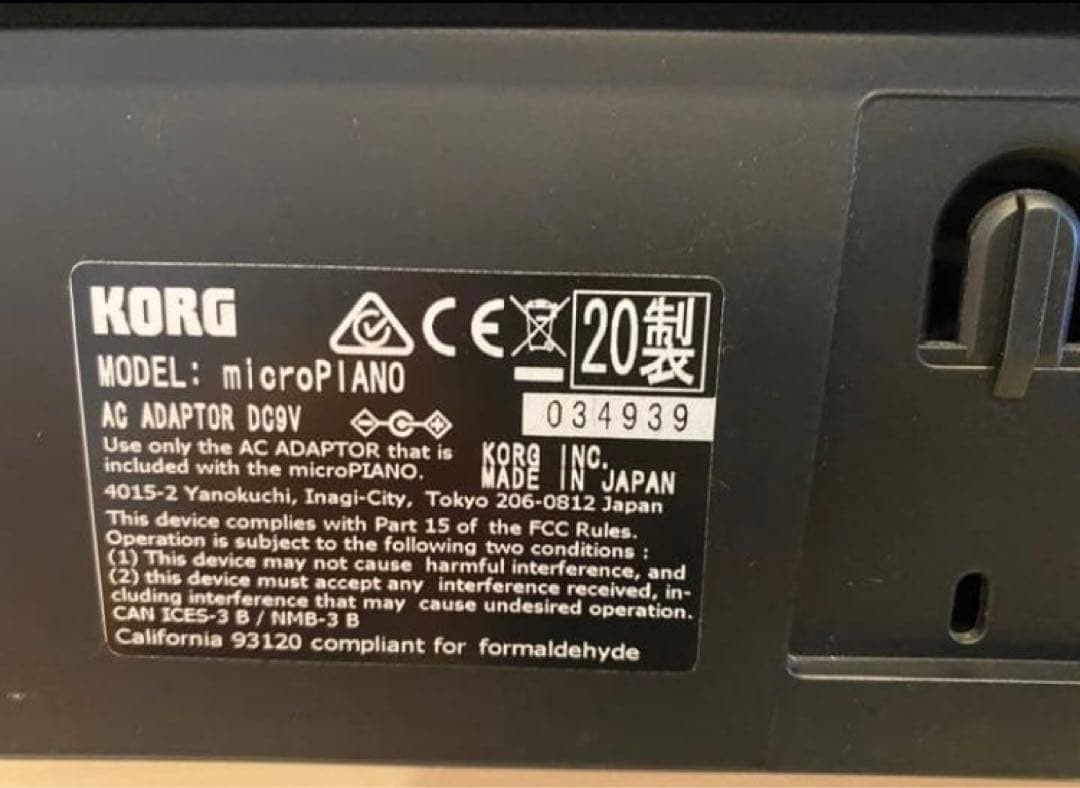 KORG
CE
20製
MODEL: microPIANO
034939
AC ADAPTOR DC9V
Use only the AC ADAPTOR that is
included with the microPIANO.
KORG INC.
MADE IN JAPAN
4015-2 Yanokuchi, Inagi-City, Tokyo 206-0812 Japan
This device complies with Part 15 of the FCC Rules.
Operation is subject to the following two conditions :
(1) This device may not cause harmful interference, and
(2) this device must accept any interference received, in-
cluding interference that may cause undesired operation.
CAN ICES-3 B / NMB-3 B
California 93120 compliant for formaldehyde